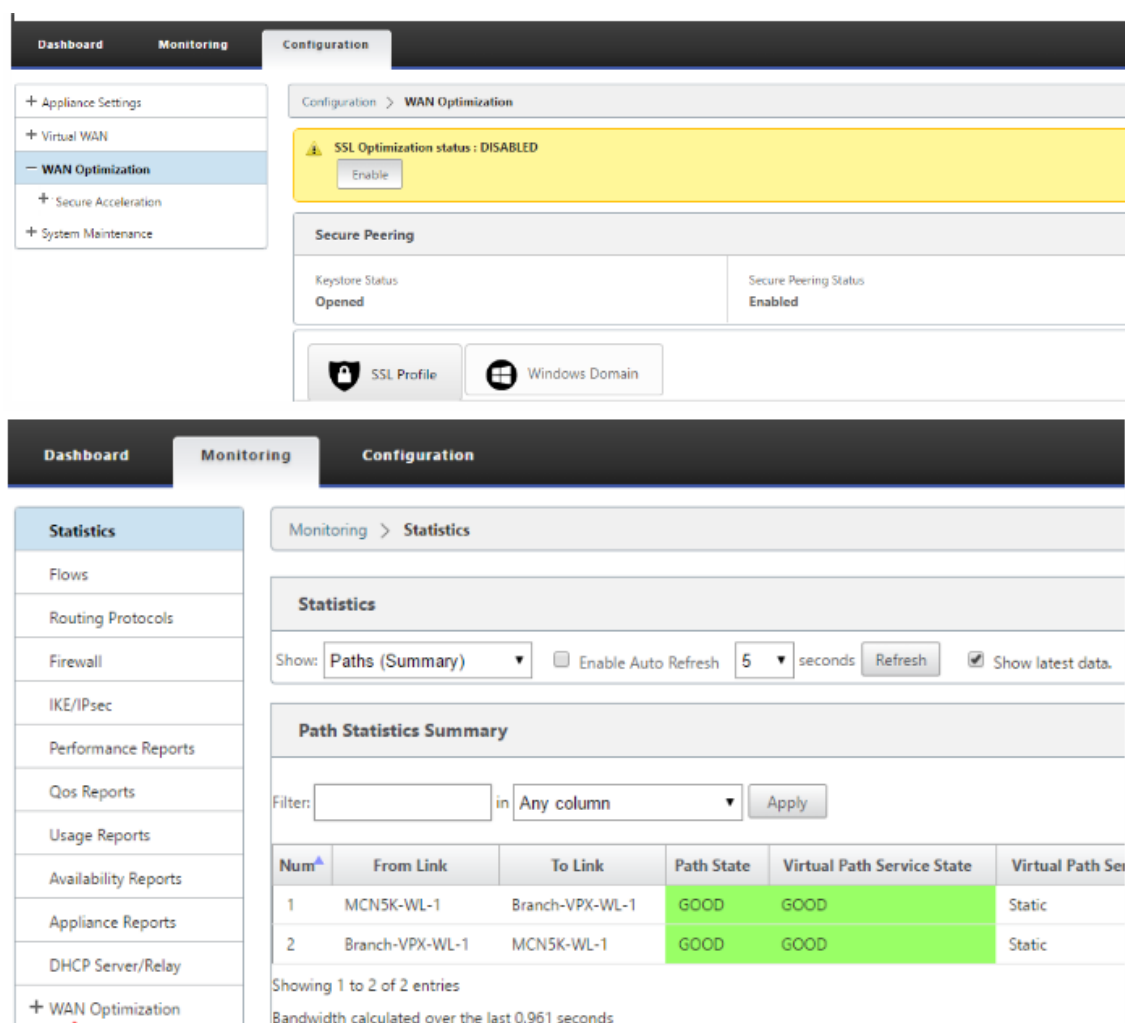 Dashboard Monitoring Configuration
+ Appliance Settings
+ Virtual WAN
− WAN Optimization
+ Secure Acceleration
+ System Maintenance
Configuration > WAN Optimization
SSL Optimization status : DISABLED
Enable
Secure Peering
Keystore Status Secure Peering Status
Opened Enabled
SSL Profile Windows Domain
Dashboard Monitoring Configuration
Statistics
Flows
Routing Protocols
Firewall
IKE/IPsec
Performance Reports
Qos Reports
Usage Reports
Availability Reports
Appliance Reports
DHCP Server/Relay
+ WAN Optimization
Monitoring > Statistics
Statistics
Show: Paths (Summary) Enable Auto Refresh 5 seconds Refresh Show latest data.
Path Statistics Summary
Filter: in Any column Apply
Num From Link To Link Path State Virtual Path Service State Virtual Path Ser
1 MCN5K-WL-1 Branch-VPX-WL-1 GOOD GOOD Static
2 Branch-VPX-WL-1 MCN5K-WL-1 GOOD GOOD Static
Showing 1 to 2 of 2 entries
Bandwidth calculated over the last 0.961 seconds